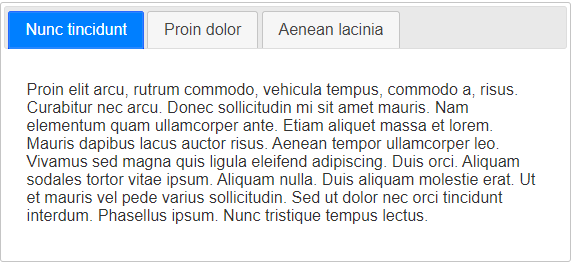 Nunc tincidunt Proin dolor Aenean lacinia
Proin elit arcu, rutrum commodo, vehicula tempus, commodo a, risus.
Curabitur nec arcu. Donec sollicitudin mi sit amet mauris. Nam
elementum quam ullamcorper ante. Etiam aliquet massa et lorem.
Mauris dapibus lacus auctor risus. Aenean tempor ullamcorper leo.
Vivamus sed magna quis ligula eleifend adipiscing. Duis orci. Aliquam
sodales tortor vitae ipsum. Aliquam nulla. Duis aliquam molestie erat. Ut
et mauris vel pede varius sollicitudin. Sed ut dolor nec orci tincidunt
interdum. Phasellus ipsum. Nunc tristique tempus lectus.